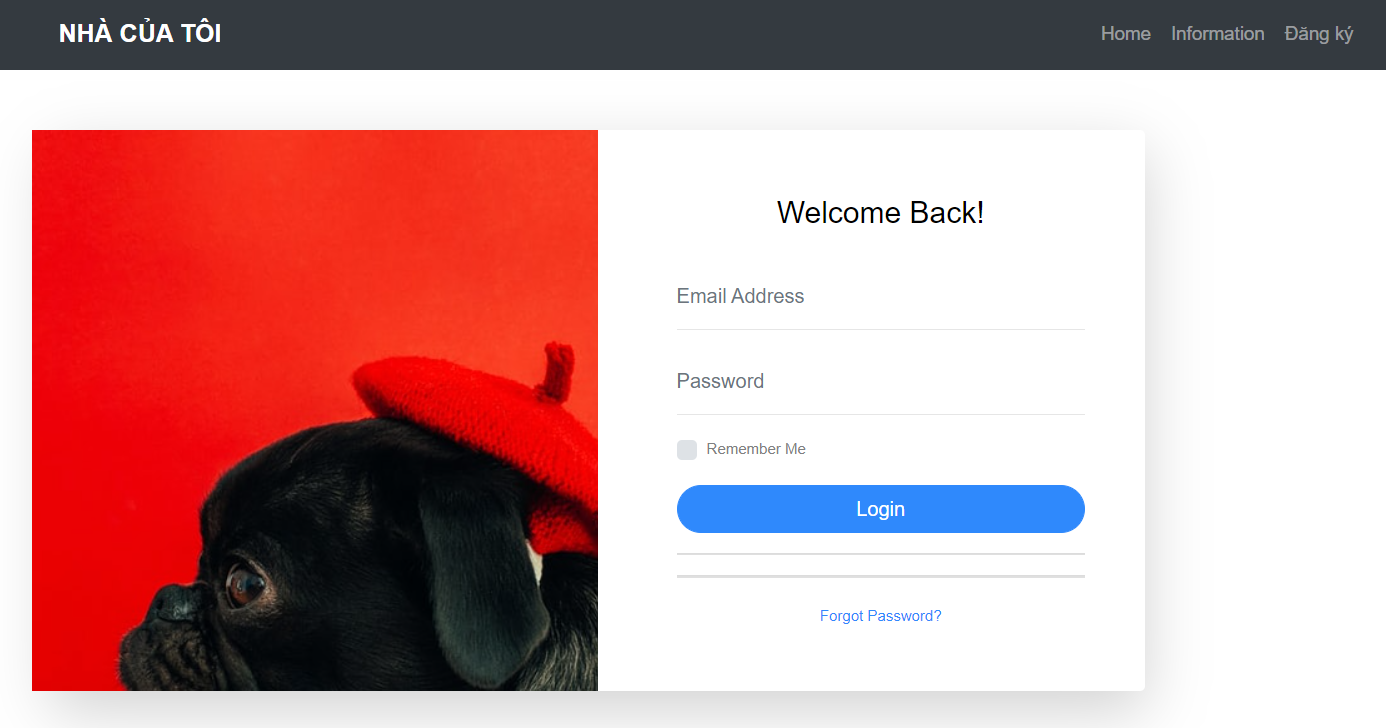 NHÀ CỦA TÔI
Home Information Đăng ký
Welcome Back!
Email Address
Password
Remember Me
Login
Forgot Password?